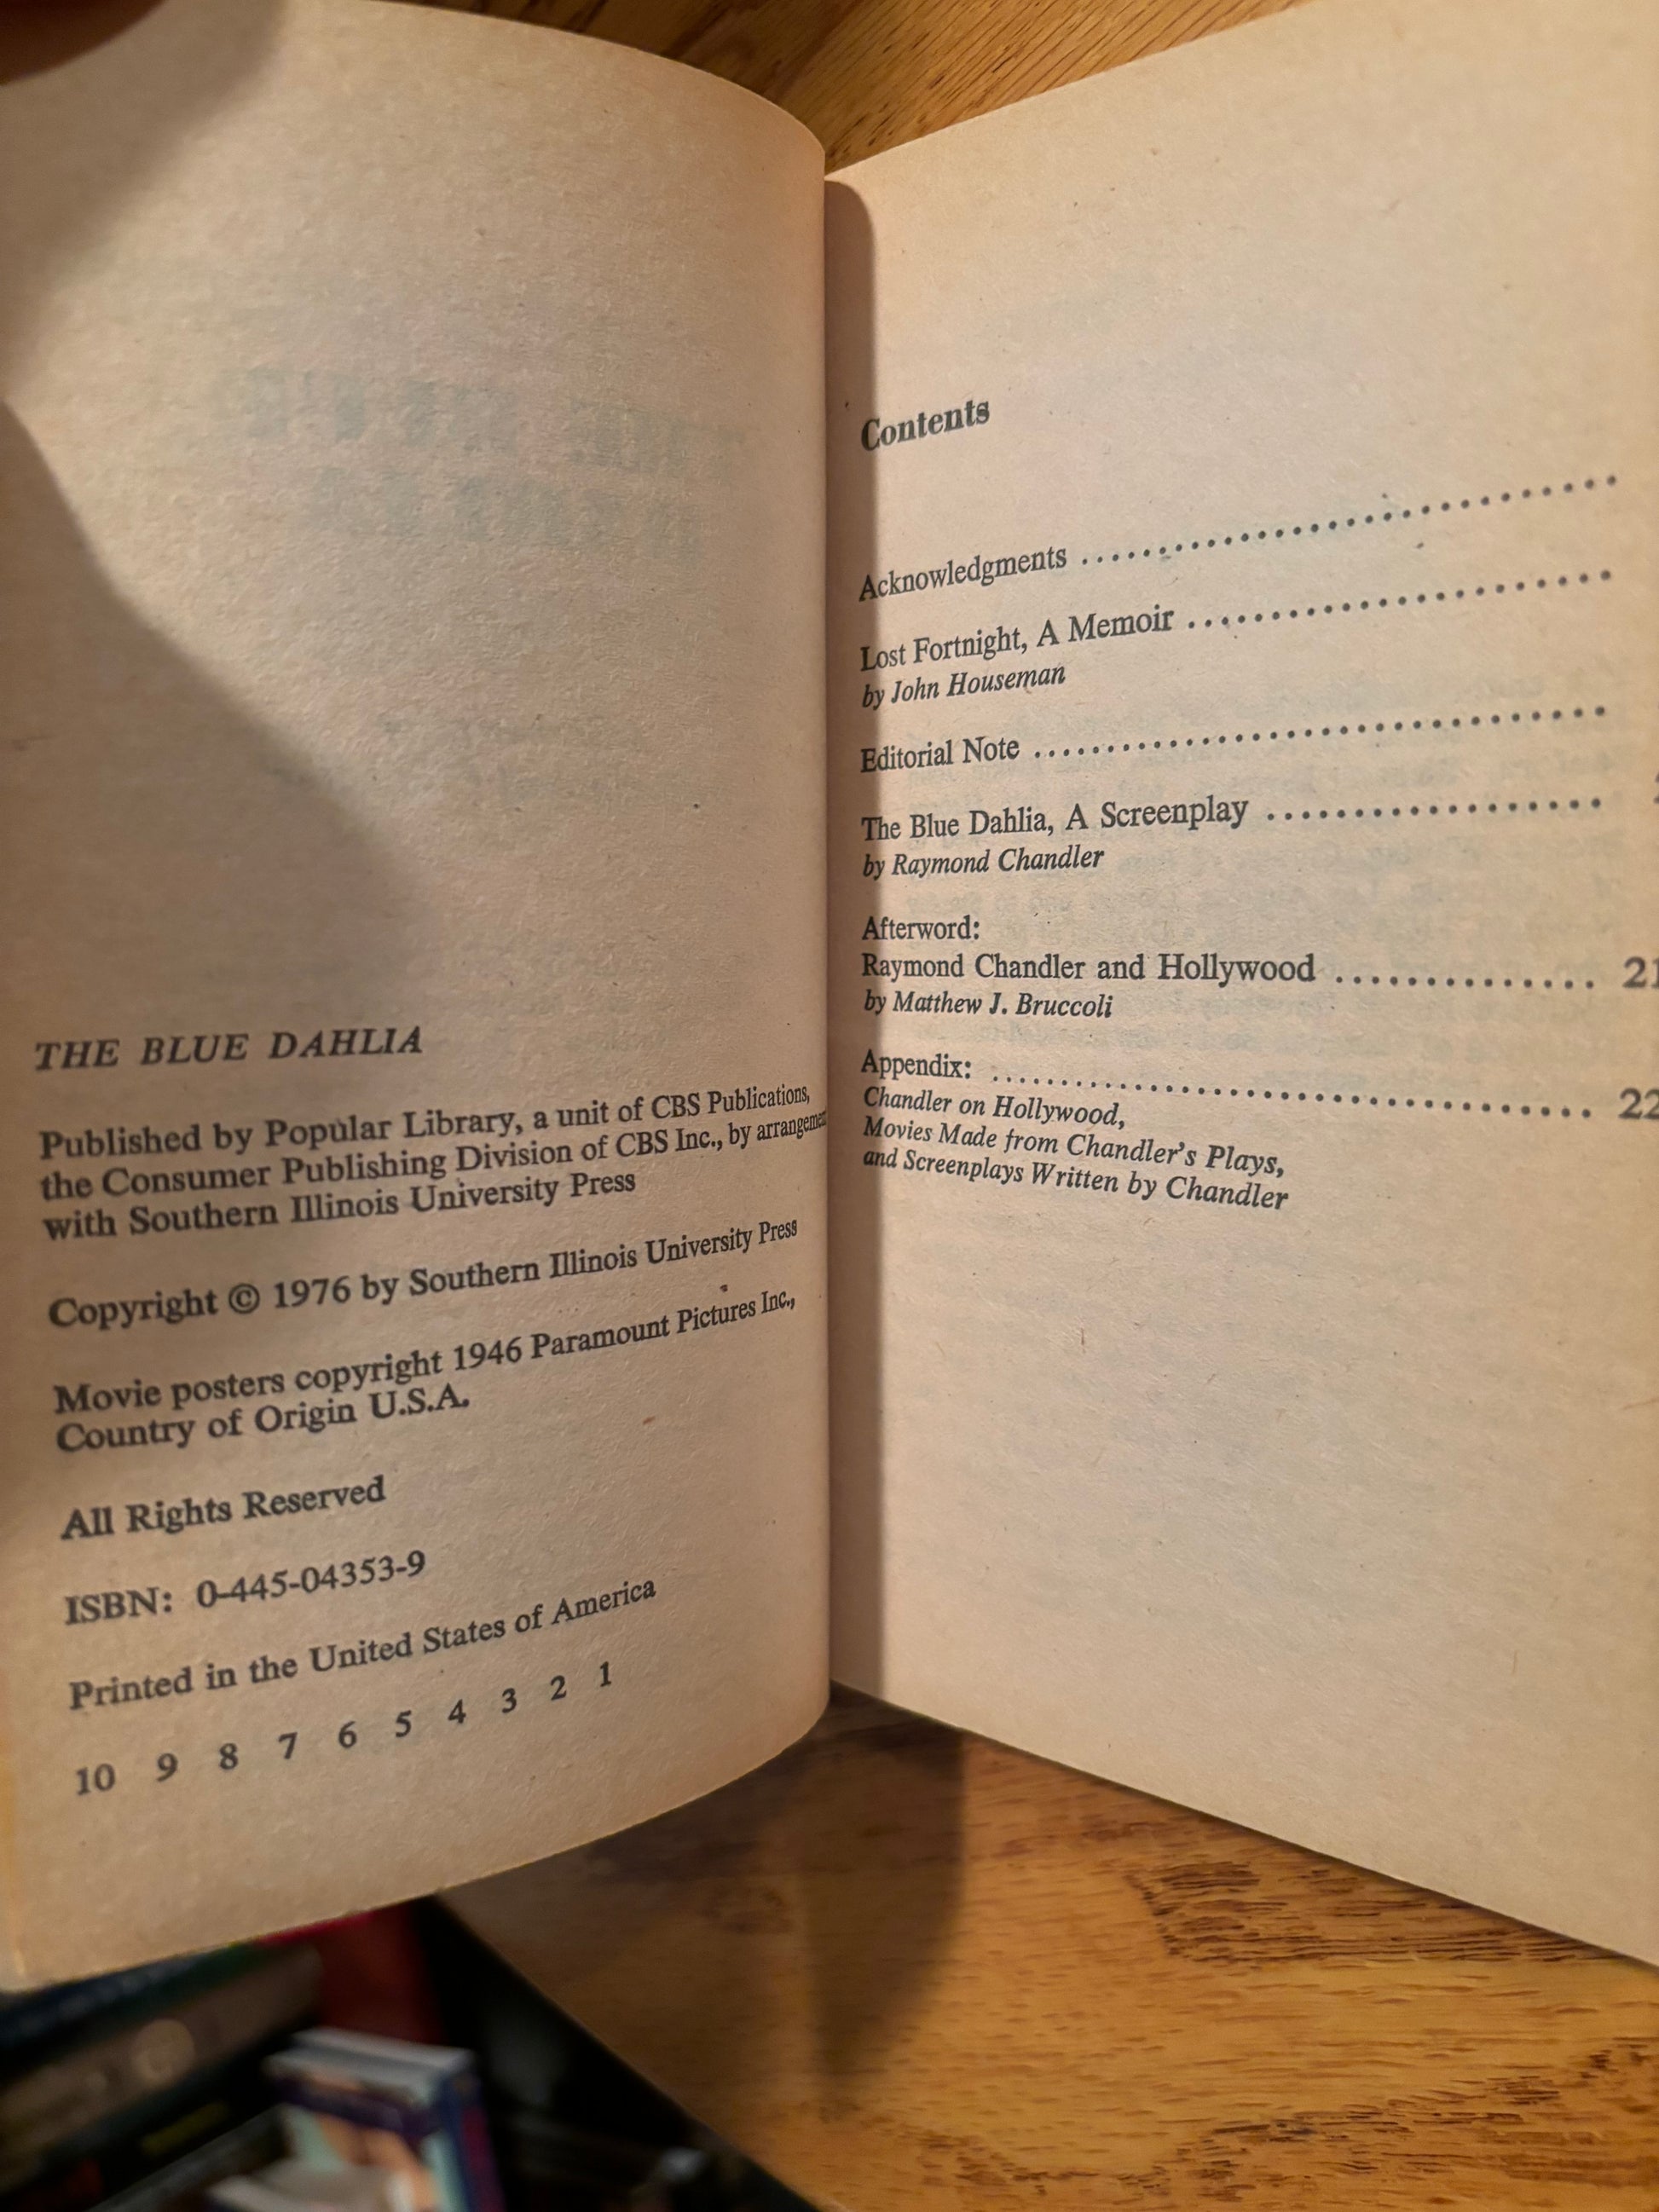 THE BLUE DAHLIA
Published by Popular Library, a unit of CBS Publications,
the Consumer Publishing Division of CBS Inc., by arrangement
with Southern Illinois University Press
Copyright © 1976 by Southern Illinois University Press
Movie posters copyright 1946 Paramount Pictures Inc.,
Country of Origin U.S.A.
All Rights Reserved
ISBN: 0-445-04353-9
Printed in the United States of America
10 9 8 7 6 5 4 3 2 1
Contents
Acknowledgments ..............................
Lost Fortnight, A Memoir ........................
by John Houseman
Editorial Note ................................
The Blue Dahlia, A Screenplay ..................
by Raymond Chandler
Afterword:
Raymond Chandler and Hollywood .............. 21
by Matthew J. Bruccoli
Appendix: .................................. 22
Chandler on Hollywood,
Movies Made from Chandler's Plays,
and Screenplays Written by Chandler